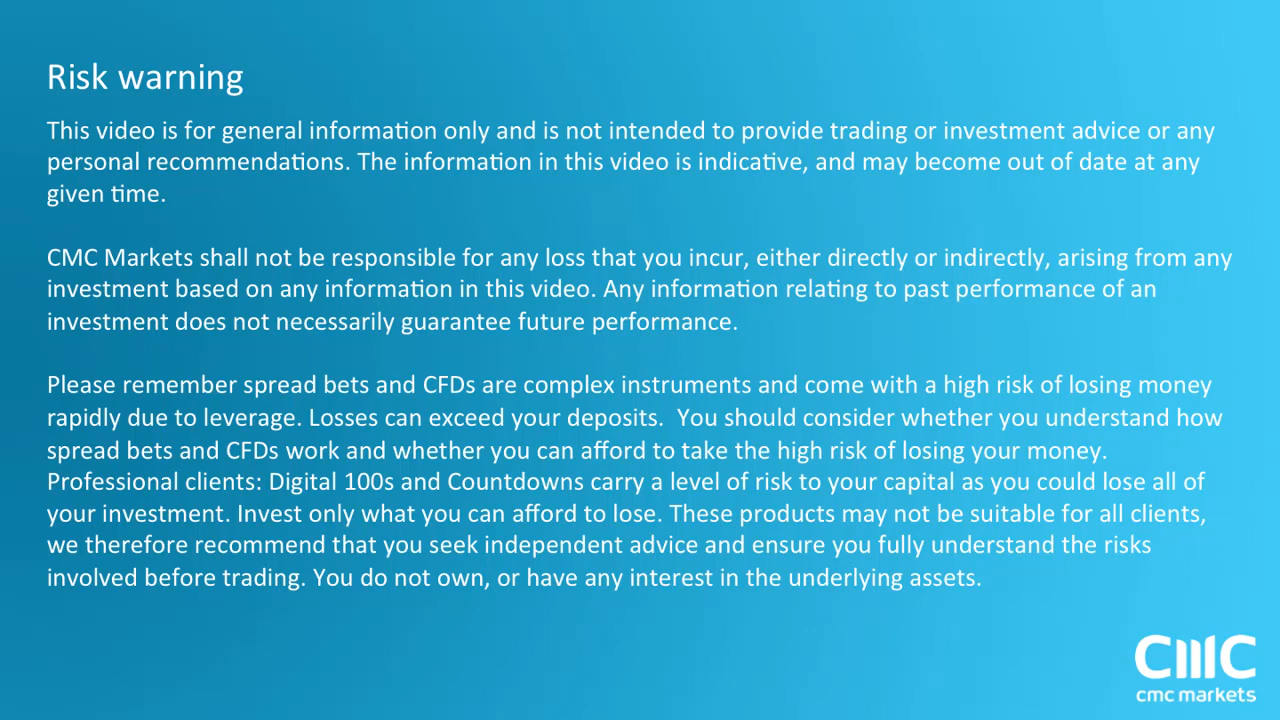 Risk warning
This video is for general information only and is not intended to provide trading or investment advice or any
personal recommendations. The information in this video is indicative, and may become out of date at any
given time.
CMC Markets shall not be responsible for any loss that you incur, either directly or indirectly, arising from any
investment based on any information in this video. Any information relating to past performance of an
investment does not necessarily guarantee future performance.
Please remember spread bets and CFDs are complex instruments and come with a high risk of losing money
rapidly due to leverage. Losses can exceed your deposits.  You should consider whether you understand how
spread bets and CFDs work and whether you can afford to take the high risk of losing your money.
Professional clients: Digital 100s and Countdowns carry a level of risk to your capital as you could lose all of
your investment. Invest only what you can afford to lose. These products may not be suitable for all clients,
we therefore recommend that you seek independent advice and ensure you fully understand the risks
involved before trading. You do not own, or have any interest in the underlying assets.
CMC
cmc markets